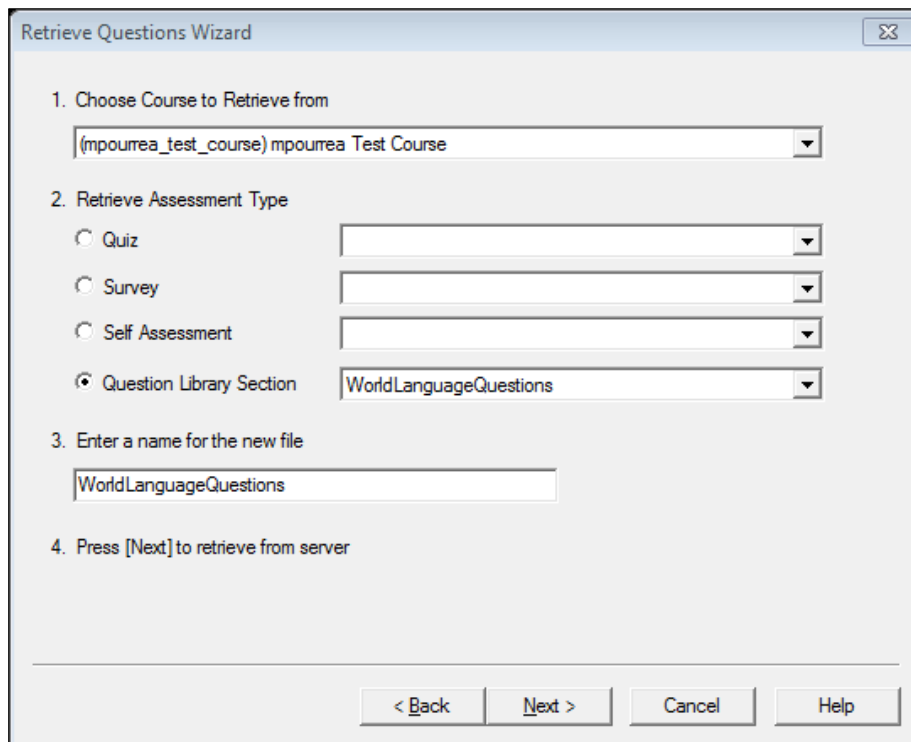 Retrieve Questions Wizard
1. Choose Course to Retrieve from
(mpourrea_test_course) mpourrea Test Course
2. Retrieve Assessment Type
Quiz
Survey
Self Assessment
Question Library Section WorldLanguageQuestions
3. Enter a name for the new file
WorldLanguageQuestions
4. Press [Next] to retrieve from server
< Back Next > Cancel Help